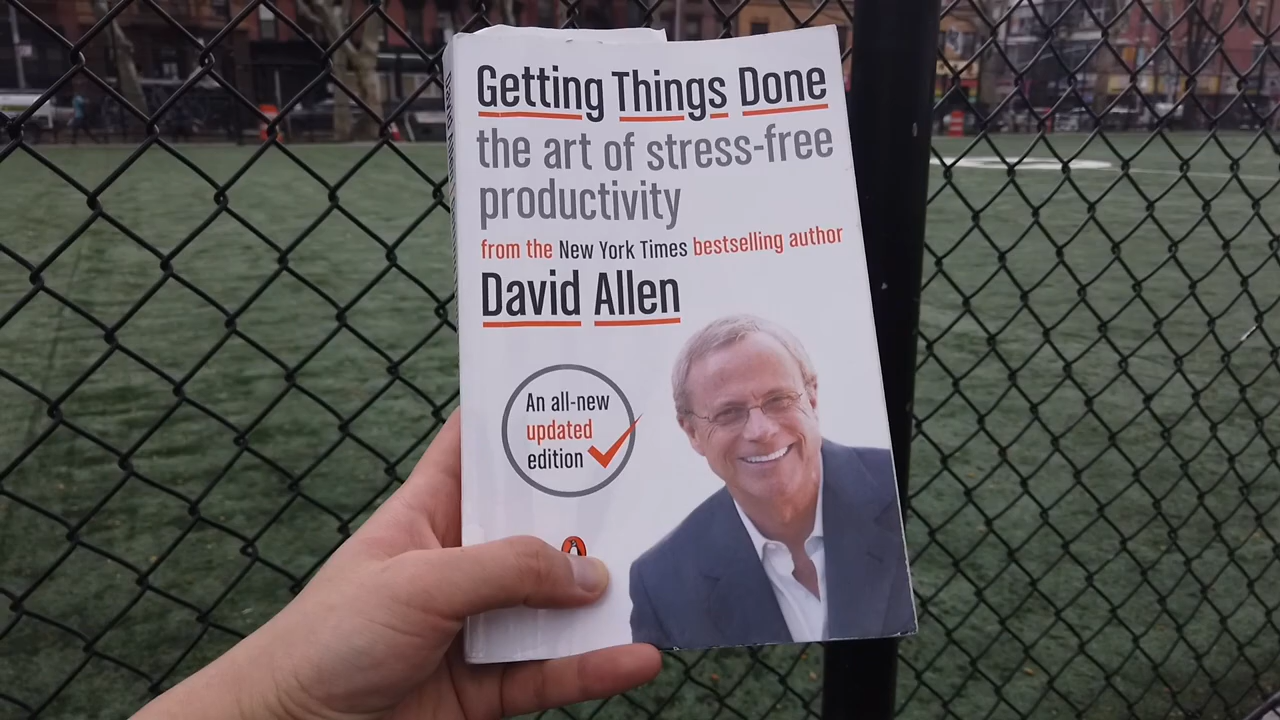 Getting Things Done
the art of stress-free
productivity
from the New York Times bestselling author
David Allen
An all-new
updated
edition